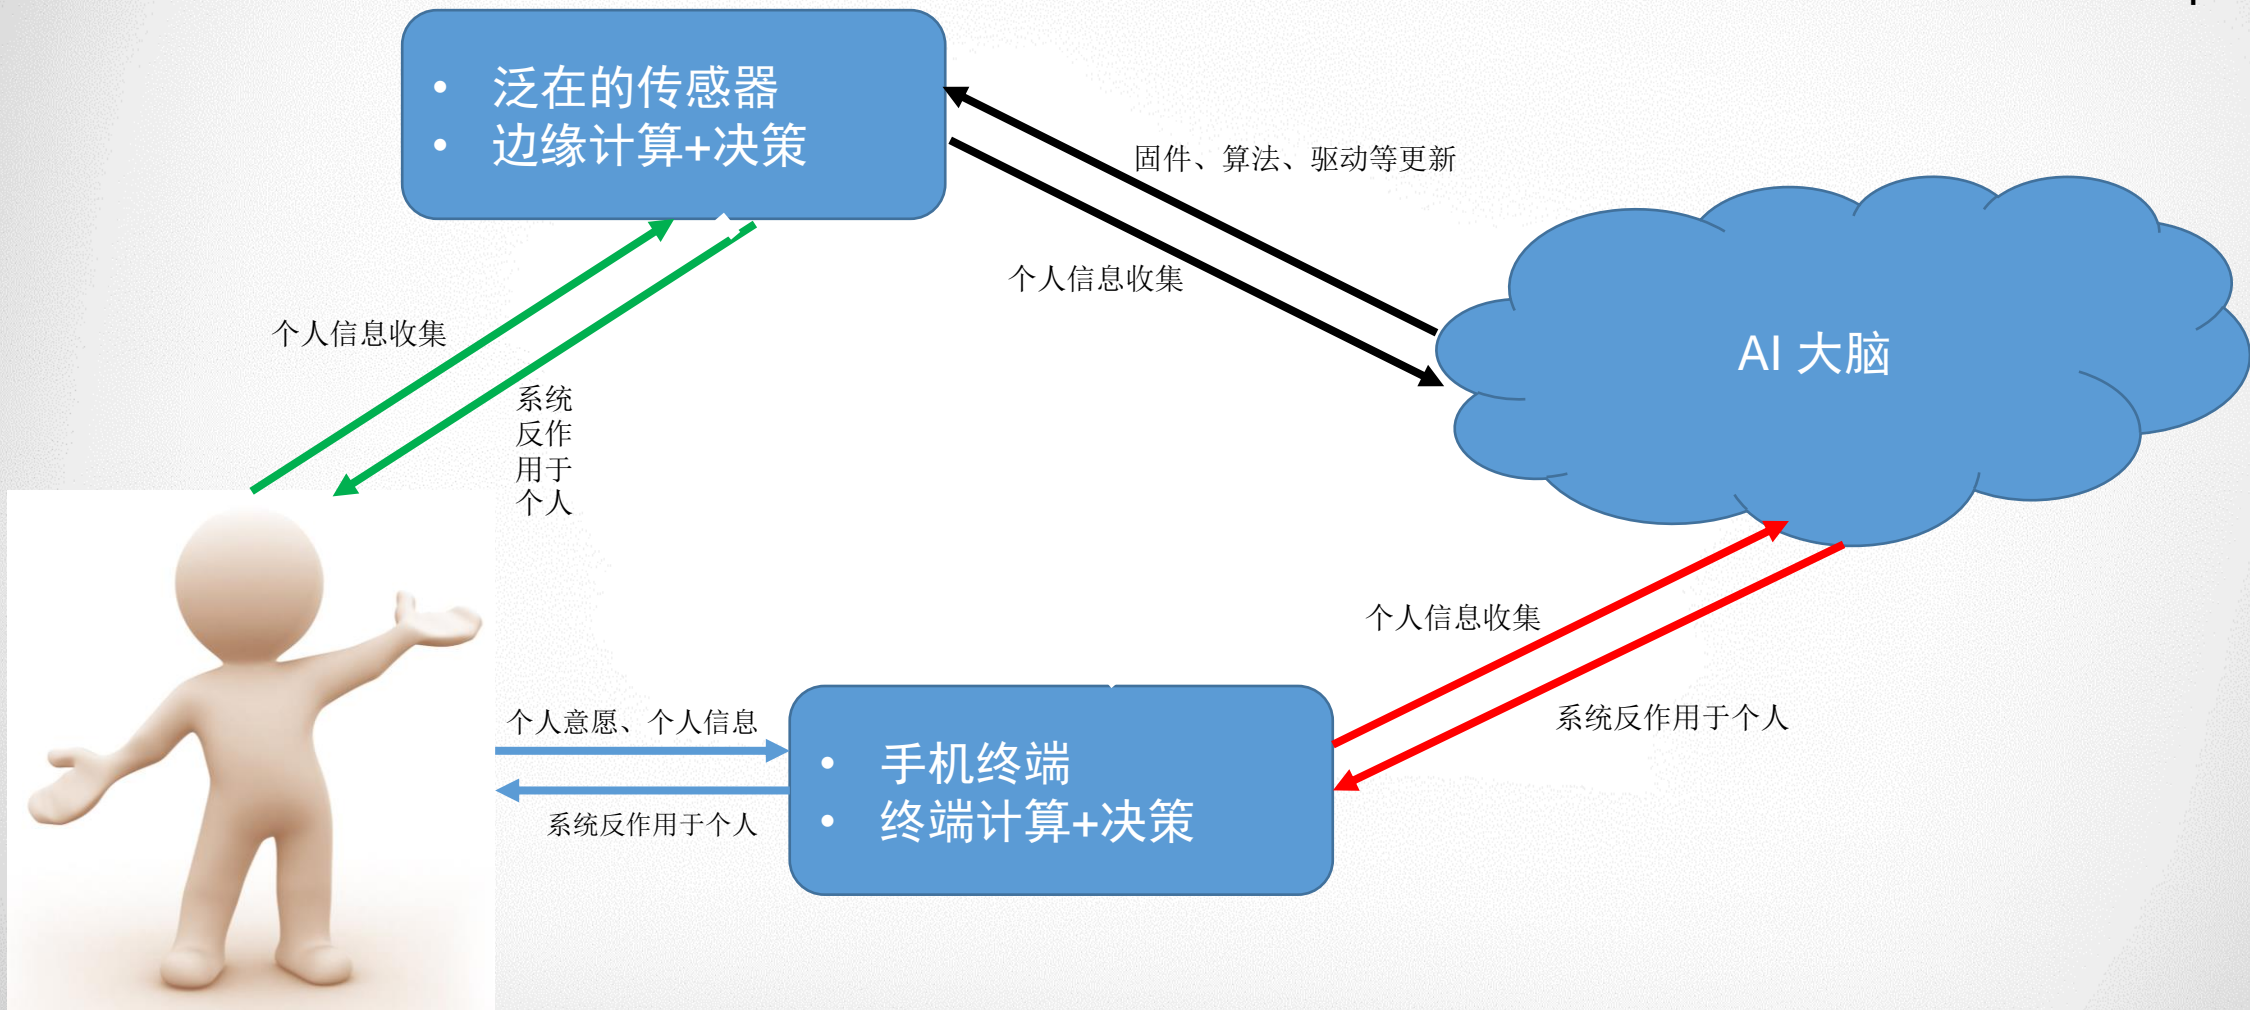 • 泛在的传感器
• 边缘计算+决策
固件、算法、驱动等更新
个人信息收集
个人信息收集
AI 大脑
系统
反作
用于
个人
个人信息收集
个人意愿、个人信息
系统反作用于个人
• 手机终端
• 终端计算+决策
系统反作用于个人